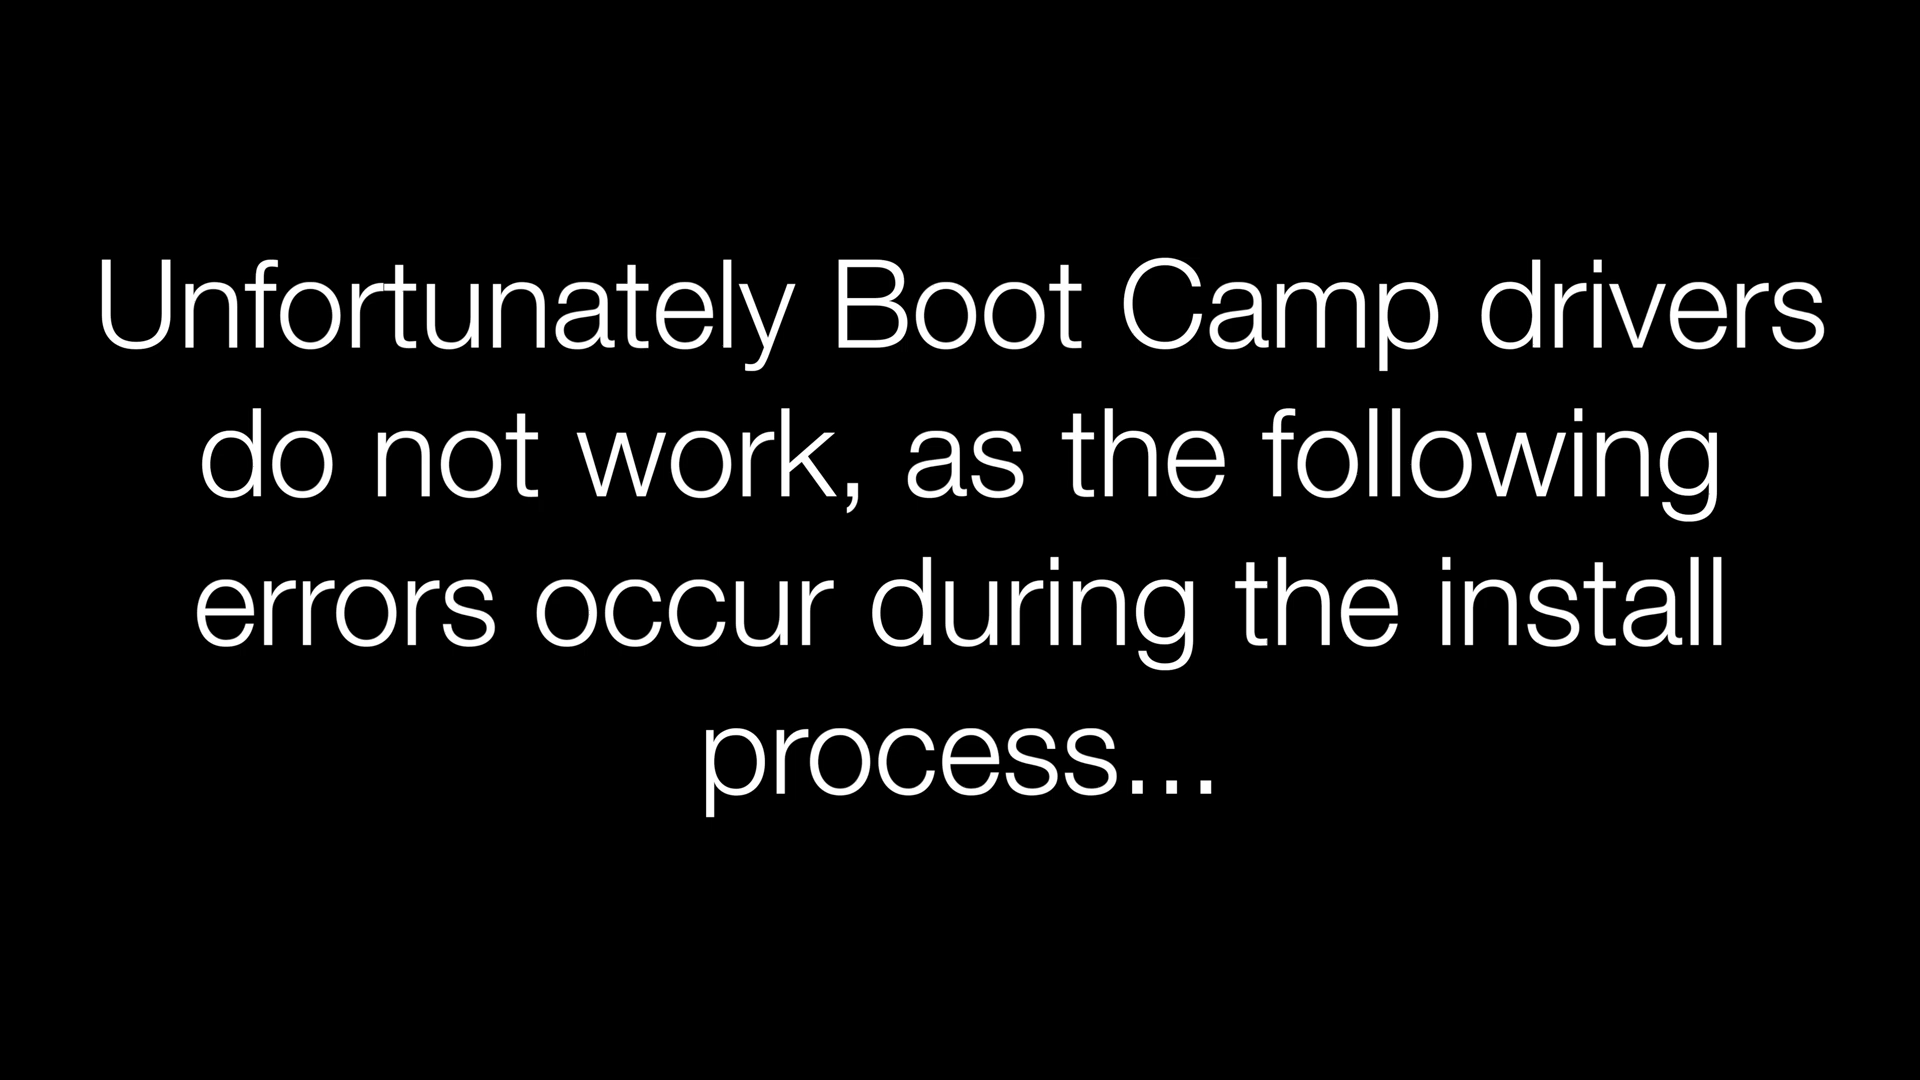 Unfortunately Boot Camp drivers
do not work, as the following
errors occur during the install
process...